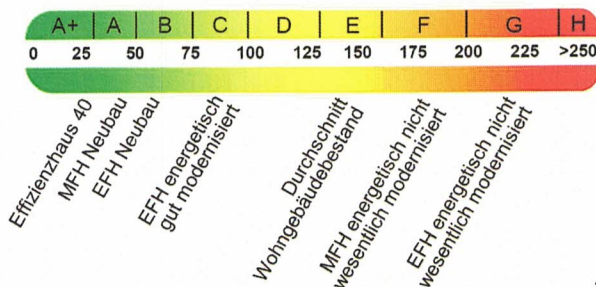 A+ A B C D E F G H
0 25 50 75 100 125 150 175 200 225 >250
Effizienzhaus 40
MFH Neubau
EFH Neubau
EFH energetisch
gut modernisiert
Durchschnitt
Wohngebäudebestand
MFH energetisch nicht
wesentlich modernisiert
EFH energetisch nicht
wesentlich modernisiert